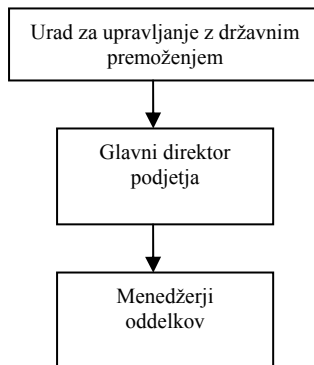 Urad za upravljanje z državnim
premoženjem
Glavni direktor
podjetja
Menedžerji
oddelkov